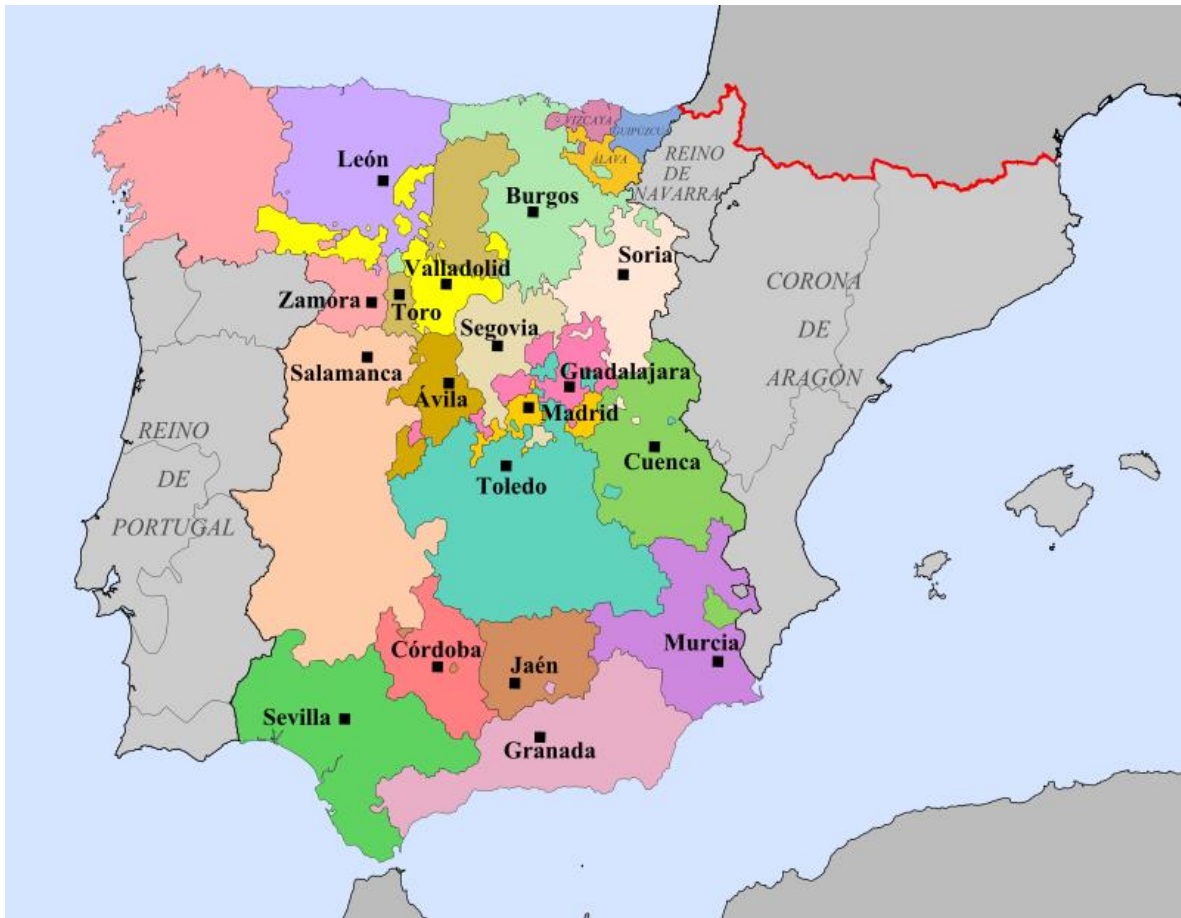 VIZCAYA
GUIPÚZCUA
ÁLAVA
León
REINO
DE
NAVARRA
Burgos
Soria
Valladolid
CORONA
DE
ARAGÓN
Zamora
Toro
Segovia
Salamanca
Guadalajara
Ávila
Madrid
REINO
DE
PORTUGAL
Cuenca
Toledo
Córdoba
Murcia
Jaén
Sevilla
Granada